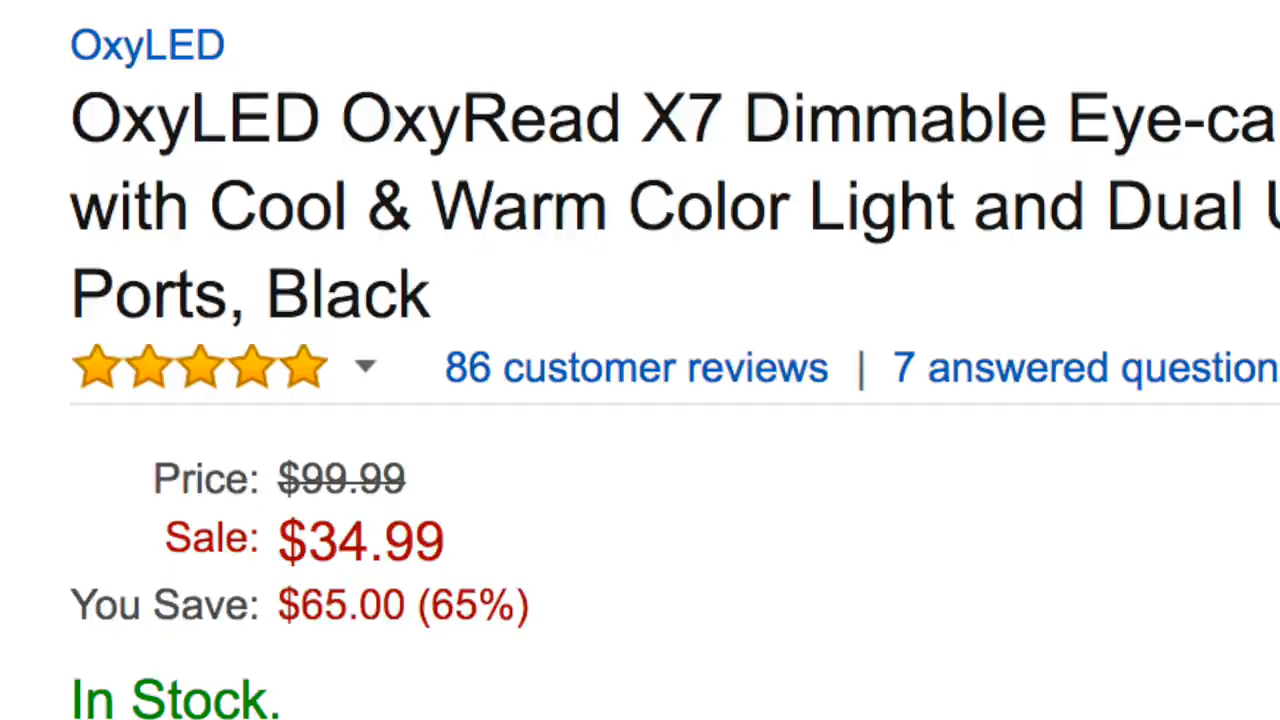 OxyLED
OxyLED OxyRead X7 Dimmable Eye-ca
with Cool & Warm Color Light and Dual
Ports, Black
86 customer reviews | 7 answered question
Price: $99.99
Sale: $34.99
You Save: $65.00 (65%)
In Stock.